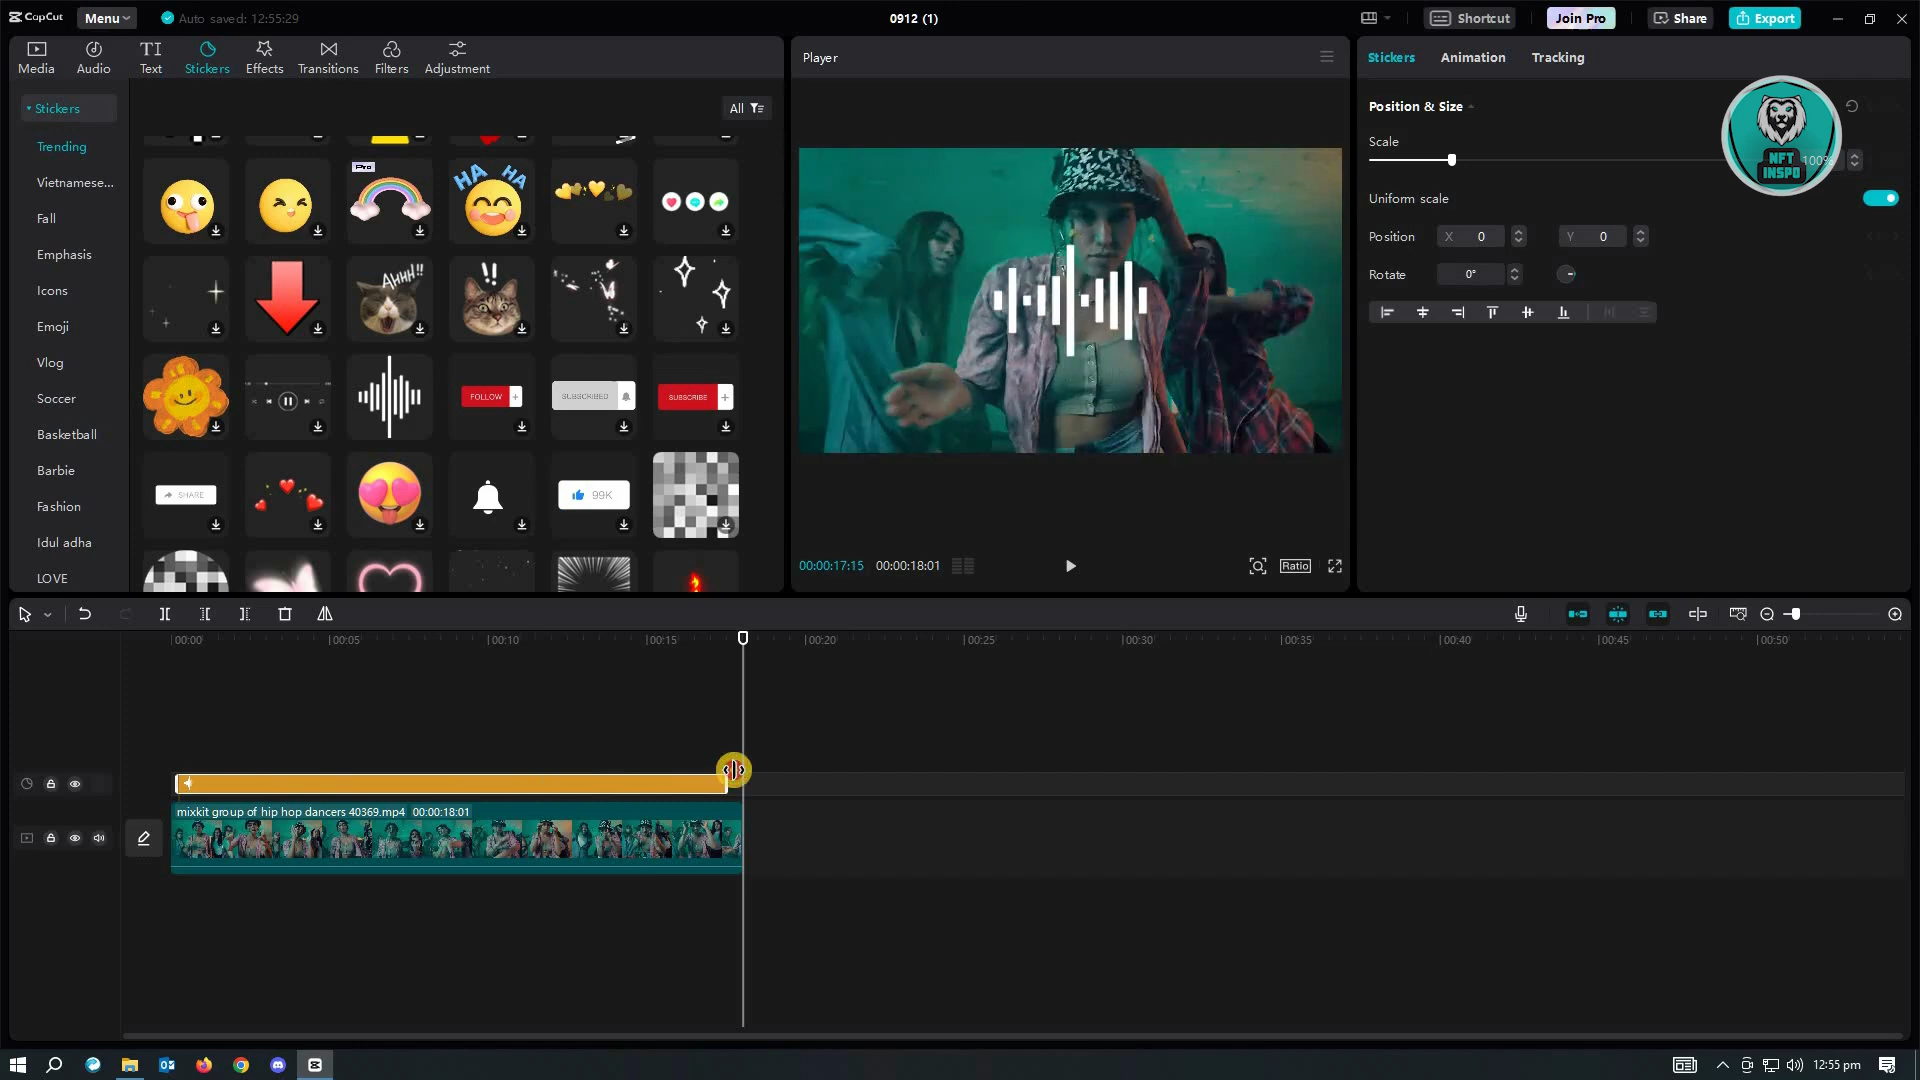 CapCut
Menu
Auto saved: 12:55:29
0912 (1)
Shortcut
Join Pro
Share
Export
Media
Audio
TI
Text
Stickers
Effects
Transitions
Filters
Adjustment
Stickers
Trending
Vietnamese...
Fall
Emphasis
Icons
Emoji
Vlog
Soccer
Basketball
Barbie
Fashion
Idul adha
LOVE
All
Pro
HA HA
AHHH!!
!!
FOLLOW +
SUBSCRIBED
SUBSCRIBE +
SHARE
99K
Player
00:00:17:15
00:00:18:01
Ratio
Stickers
Animation
Tracking
Position & Size
Scale
100%
NFT
INSPO
Uniform scale
Position
X 0
Y 0
Rotate
0°
00:00
00:05
00:10
00:15
00:20
00:25
00:30
00:35
00:40
00:45
00:50
mixkit group of hip hop dancers 40369.mp4 00:00:18:01
12:55 pm